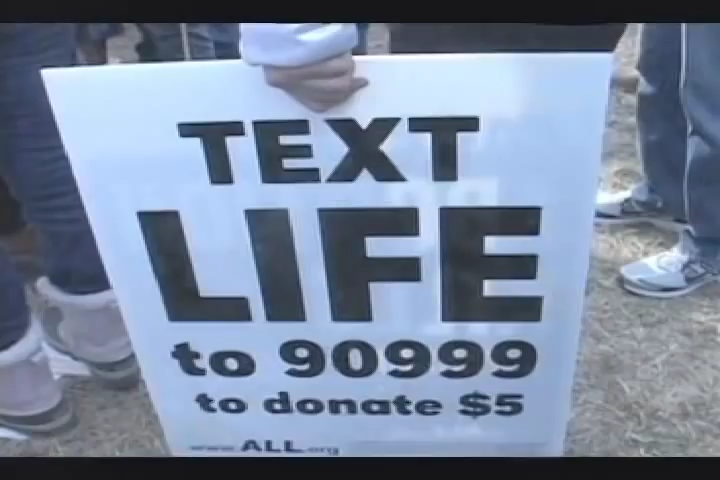 TEXT
LIFE
to 90999
to donate $5
www.ALL.org